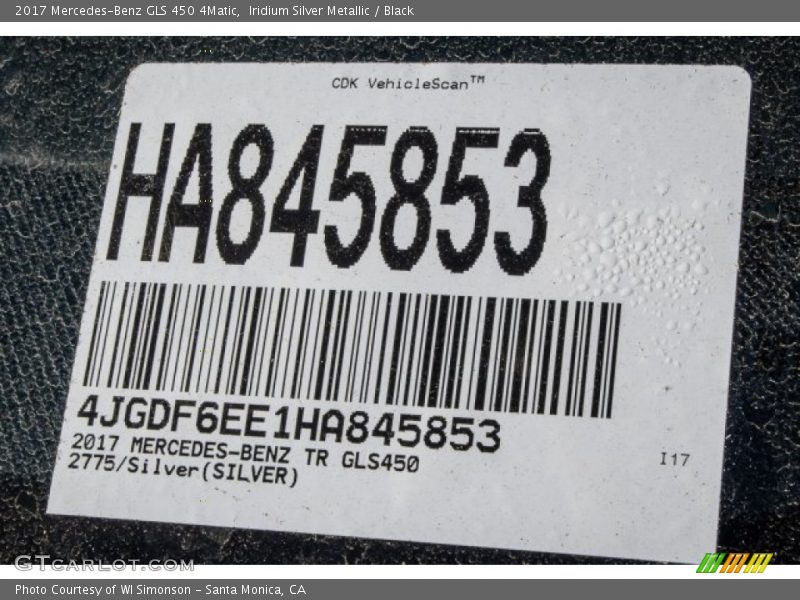 2017 Mercedes-Benz GLS 450 4Matic, Iridium Silver Metallic / Black
CDK VehicleScan™
HA845853
4JGDF6EE1HA845853
2017 MERCEDES-BENZ TR GLS450
2775/Silver(SILVER)
I17
GTCARLOT.COM
Photo Courtesy of WI Simonson - Santa Monica, CA